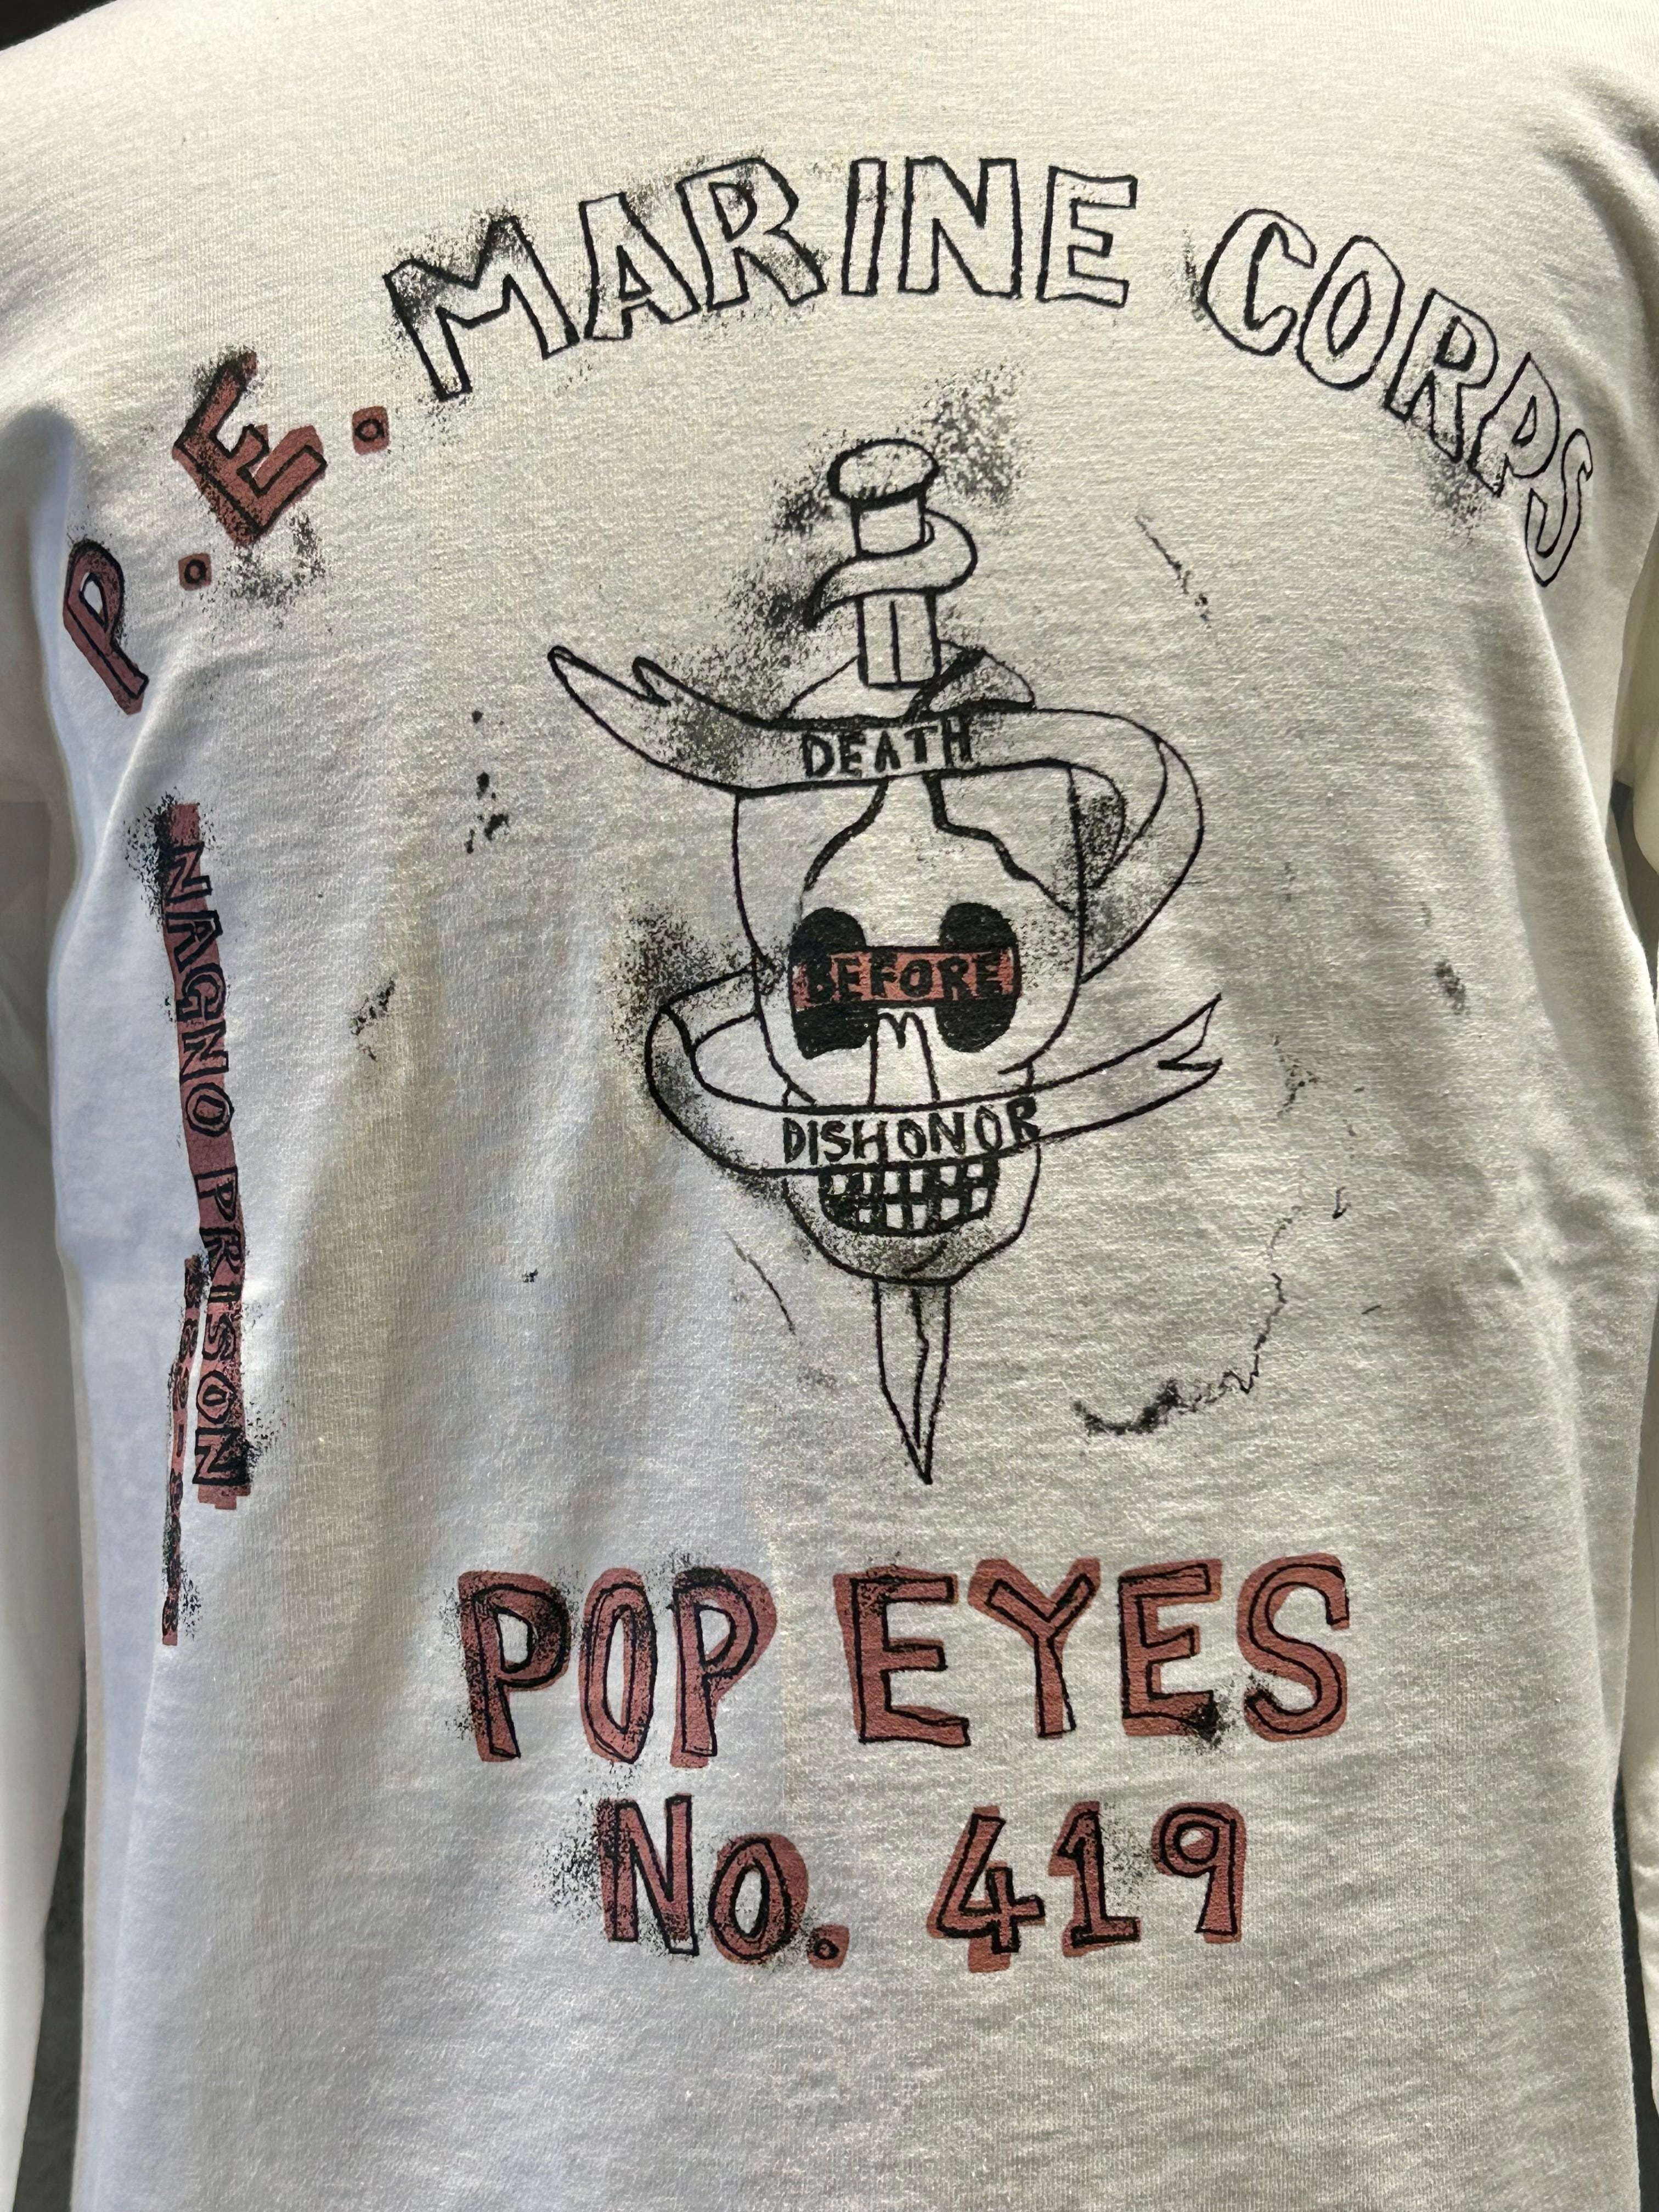 P.E. MARINE CORPS
DEATH
BEFORE
DISHONOR
NAGNO PRISON
POP EYES
No. 419